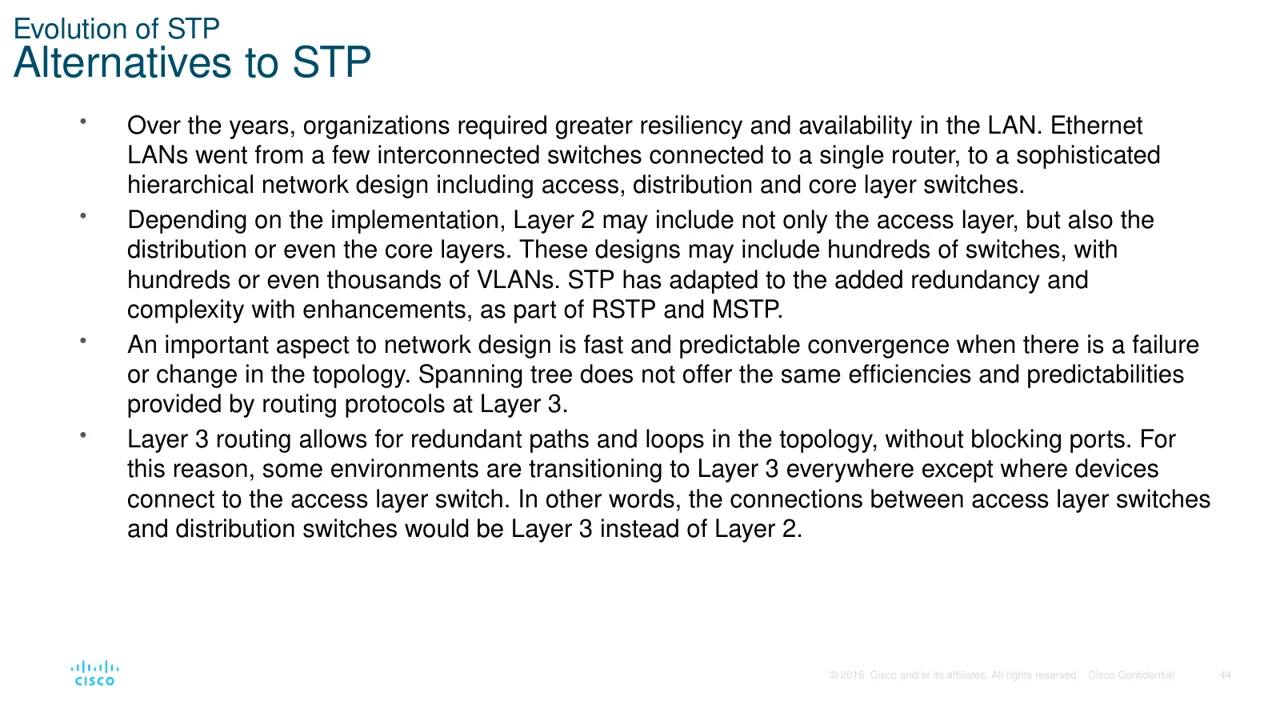 Evolution of STP
Alternatives to STP
• Over the years, organizations required greater resiliency and availability in the LAN. Ethernet
LANs went from a few interconnected switches connected to a single router, to a sophisticated
hierarchical network design including access, distribution and core layer switches.
• Depending on the implementation, Layer 2 may include not only the access layer, but also the
distribution or even the core layers. These designs may include hundreds of switches, with
hundreds or even thousands of VLANs. STP has adapted to the added redundancy and
complexity with enhancements, as part of RSTP and MSTP.
• An important aspect to network design is fast and predictable convergence when there is a failure
or change in the topology. Spanning tree does not offer the same efficiencies and predictabilities
provided by routing protocols at Layer 3.
• Layer 3 routing allows for redundant paths and loops in the topology, without blocking ports. For
this reason, some environments are transitioning to Layer 3 everywhere except where devices
connect to the access layer switch. In other words, the connections between access layer switches
and distribution switches would be Layer 3 instead of Layer 2.
CISCO
© 2016 Cisco and/or its affiliates. All rights reserved. Cisco Confidential 44